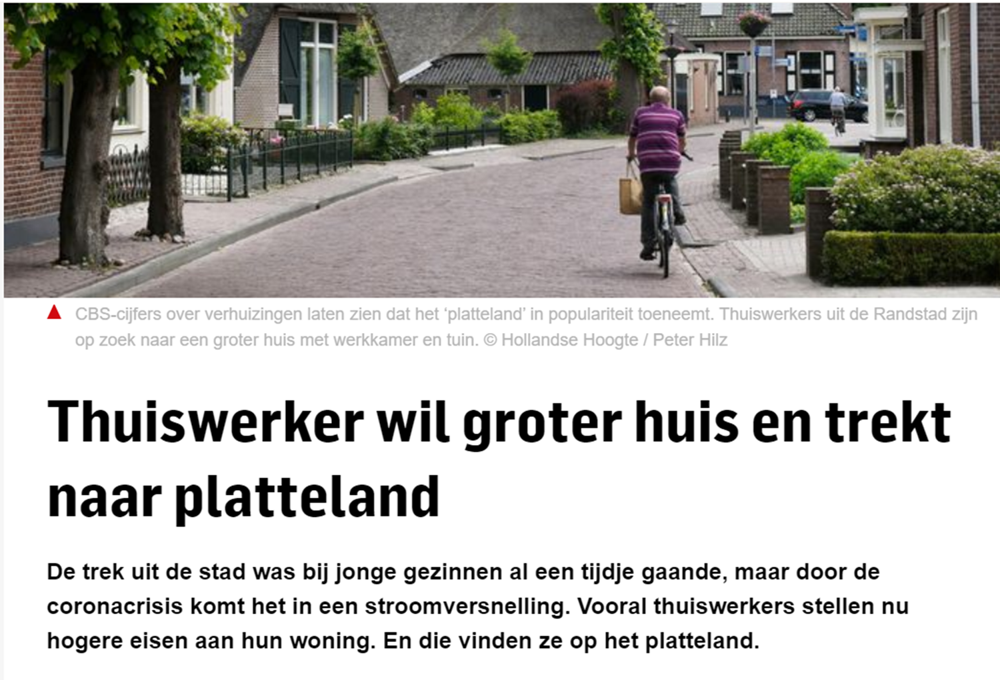 CBS-cijfers over verhuizingen laten zien dat het ‘platteland’ in populariteit toeneemt. Thuiswerkers uit de Randstad zijn
op zoek naar een groter huis met werkkamer en tuin. © Hollandse Hoogte / Peter Hilz
Thuiswerker wil groter huis en trekt
naar platteland
De trek uit de stad was bij jonge gezinnen al een tijdje gaande, maar door de
coronacrisis komt het in een stroomversnelling. Vooral thuiswerkers stellen nu
hogere eisen aan hun woning. En die vinden ze op het platteland.